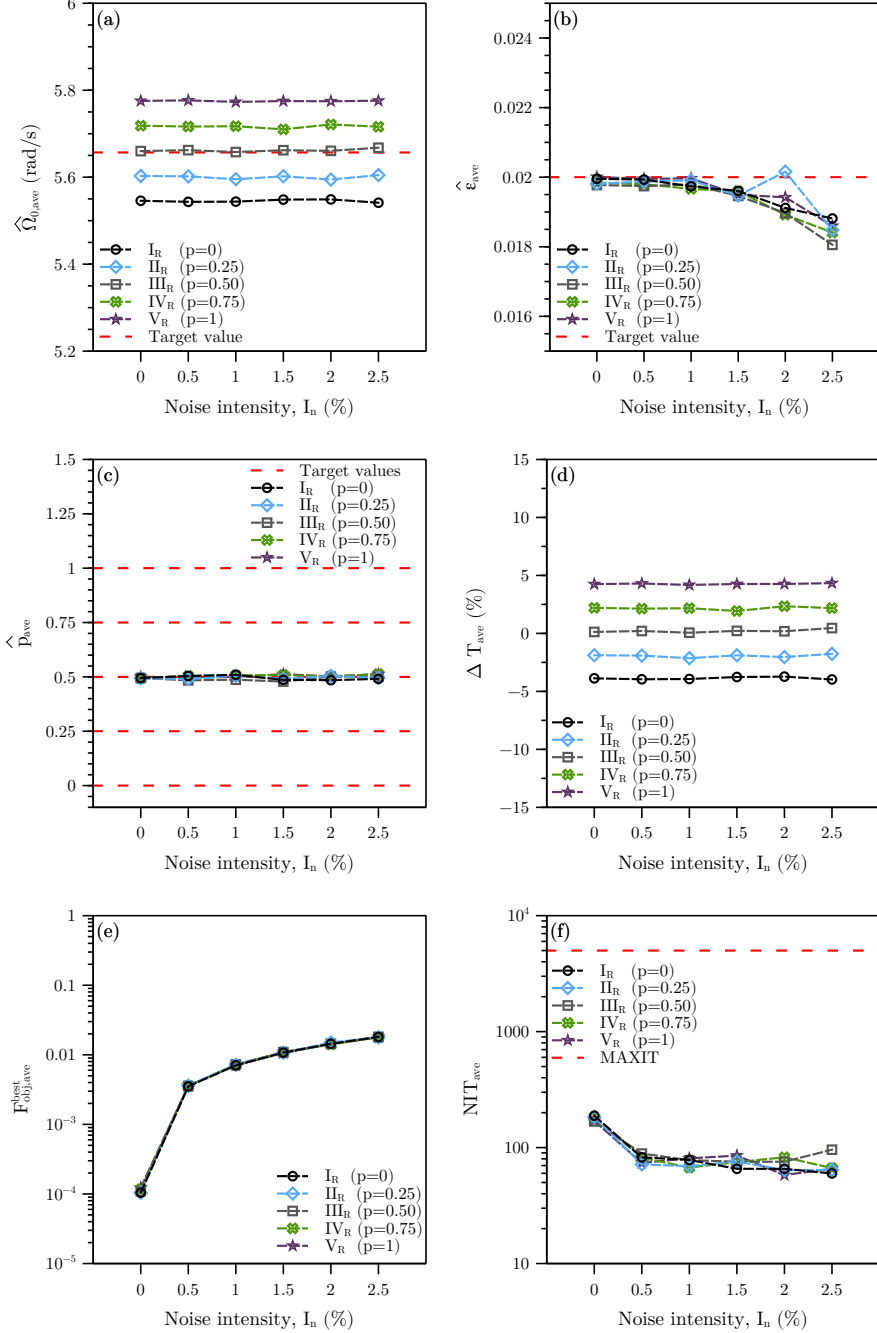 (a)
6
5.8
5.6
5.4
5.2
Ω̂0,ave (rad/s)
I_R (p=0)
II_R (p=0.25)
III_R (p=0.50)
IV_R (p=0.75)
V_R (p=1)
Target value
0 0.5 1 1.5 2 2.5
Noise intensity, I_n (%)
(b)
0.024
0.022
0.02
0.018
0.016
ε̂ave
I_R (p=0)
II_R (p=0.25)
III_R (p=0.50)
IV_R (p=0.75)
V_R (p=1)
Target value
0 0.5 1 1.5 2 2.5
Noise intensity, I_n (%)
(c)
1.5
1.25
1
0.75
0.5
0.25
0
p̂ave
Target values
I_R (p=0)
II_R (p=0.25)
III_R (p=0.50)
IV_R (p=0.75)
V_R (p=1)
0 0.5 1 1.5 2 2.5
Noise intensity, I_n (%)
(d)
15
10
5
0
−5
−10
−15
Δ T_ave (%)
I_R (p=0)
II_R (p=0.25)
III_R (p=0.50)
IV_R (p=0.75)
V_R (p=1)
0 0.5 1 1.5 2 2.5
Noise intensity, I_n (%)
(e)
1
0.1
0.01
10⁻³
10⁻⁴
10⁻⁵
F^best_obj,ave
I_R (p=0)
II_R (p=0.25)
III_R (p=0.50)
IV_R (p=0.75)
V_R (p=1)
0 0.5 1 1.5 2 2.5
Noise intensity, I_n (%)
(f)
10⁴
1000
100
10
NIT_ave
I_R (p=0)
II_R (p=0.25)
III_R (p=0.50)
IV_R (p=0.75)
V_R (p=1)
MAXIT
0 0.5 1 1.5 2 2.5
Noise intensity, I_n (%)